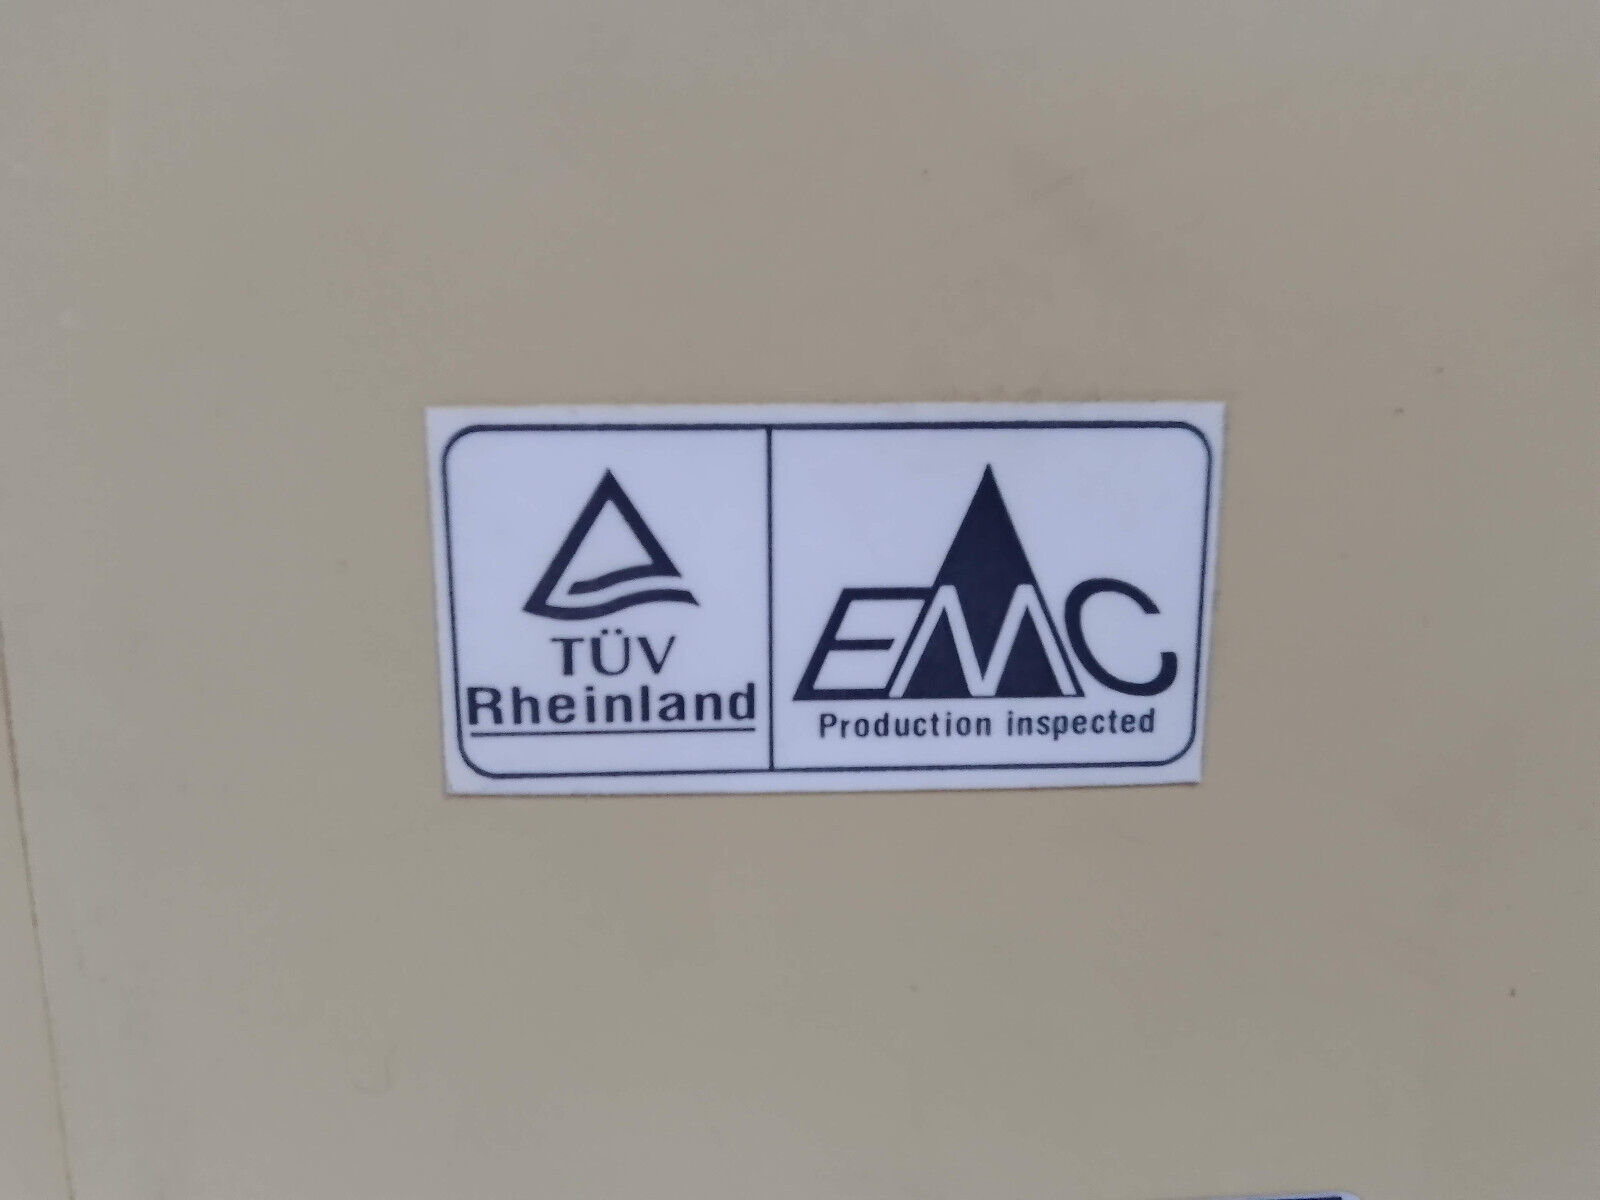 TÜV
Rheinland
EMC
Production inspected